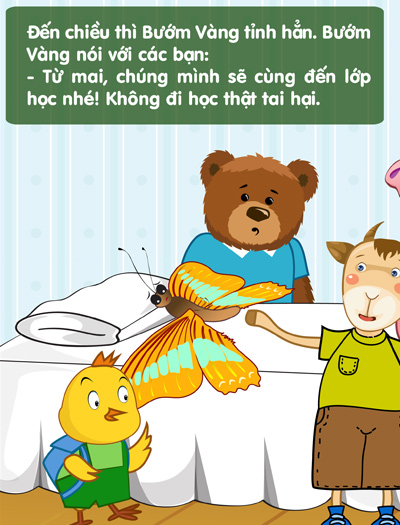 Đến chiều thì Bướm Vàng tỉnh hẳn. Bướm
Vàng nói với các bạn:
- Từ mai, chúng mình sẽ cùng đến lớp
học nhé! Không đi học thật tai hại.